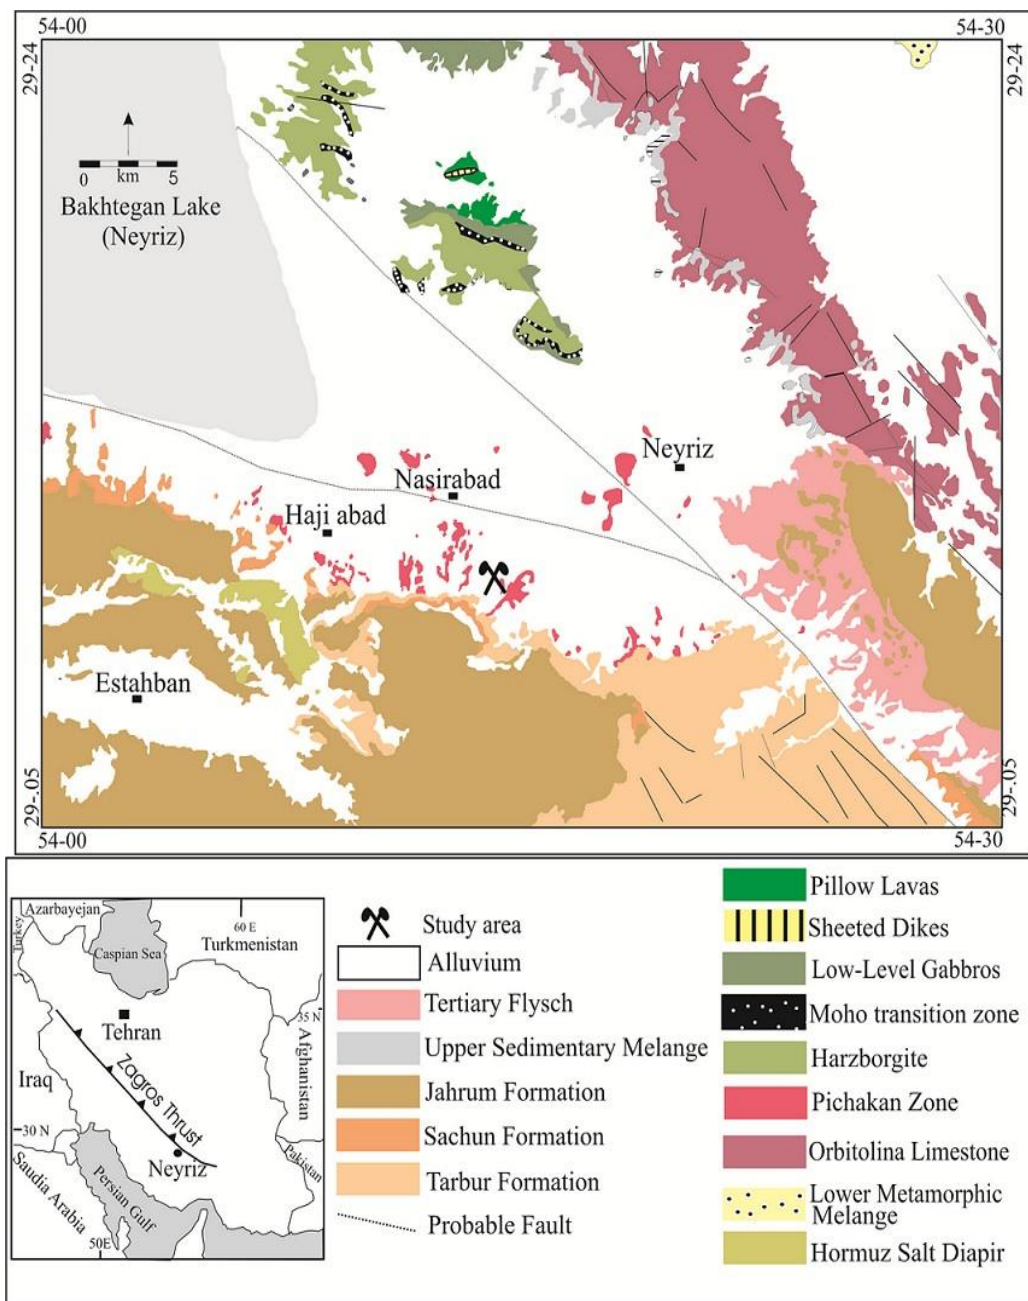 54-00
54-30
29-24
29-24
0 km 5
Bakhtegan Lake
(Neyriz)
Neyriz
Nasirabad
Haji abad
Estahban
29-.05
29-.05
54-00
54-30
Azarbayejan
Turkey
Caspian Sea
60 E
Turkmenistan
Tehran
35 N
Afghanistan
Iraq
Zagros Thrust
30 N
Neyriz
Pakistan
Saudia Arabia
Persian Gulf
50E
Study area
Alluvium
Tertiary Flysch
Upper Sedimentary Melange
Jahrum Formation
Sachun Formation
Tarbur Formation
Probable Fault
Pillow Lavas
Sheeted Dikes
Low-Level Gabbros
Moho transition zone
Harzborgite
Pichakan Zone
Orbitolina Limestone
Lower Metamorphic
Melange
Hormuz Salt Diapir